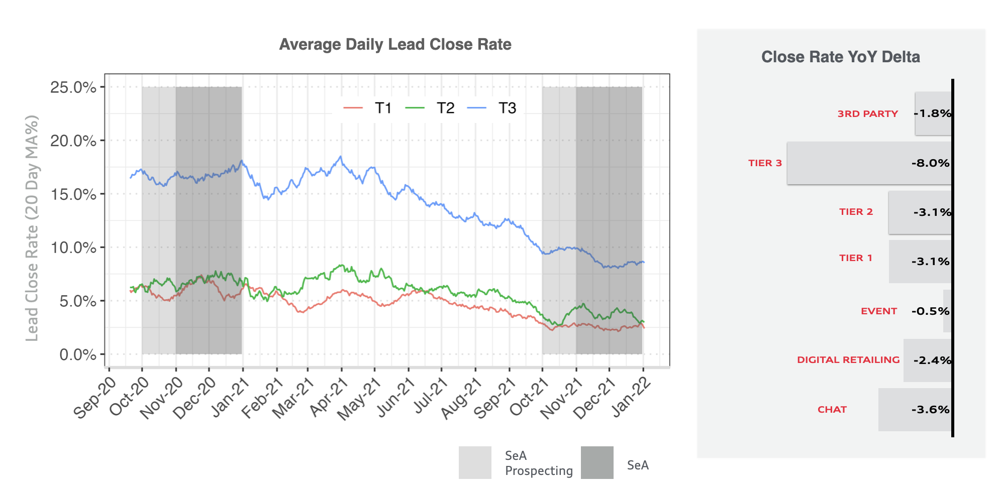 Average Daily Lead Close Rate
Lead Close Rate (20 Day MA%)
25.0%
20.0%
15.0%
10.0%
5.0%
0.0%
T1 T2 T3
Sep-20 Oct-20 Nov-20 Dec-20 Jan-21 Feb-21 Mar-21 Apr-21 May-21 Jun-21 Jul-21 Aug-21 Sep-21 Oct-21 Nov-21 Dec-21 Jan-22
SeA
Prospecting
SeA
Close Rate YoY Delta
3RD PARTY -1.8%
TIER 3 -8.0%
TIER 2 -3.1%
TIER 1 -3.1%
EVENT -0.5%
DIGITAL RETAILING -2.4%
CHAT -3.6%